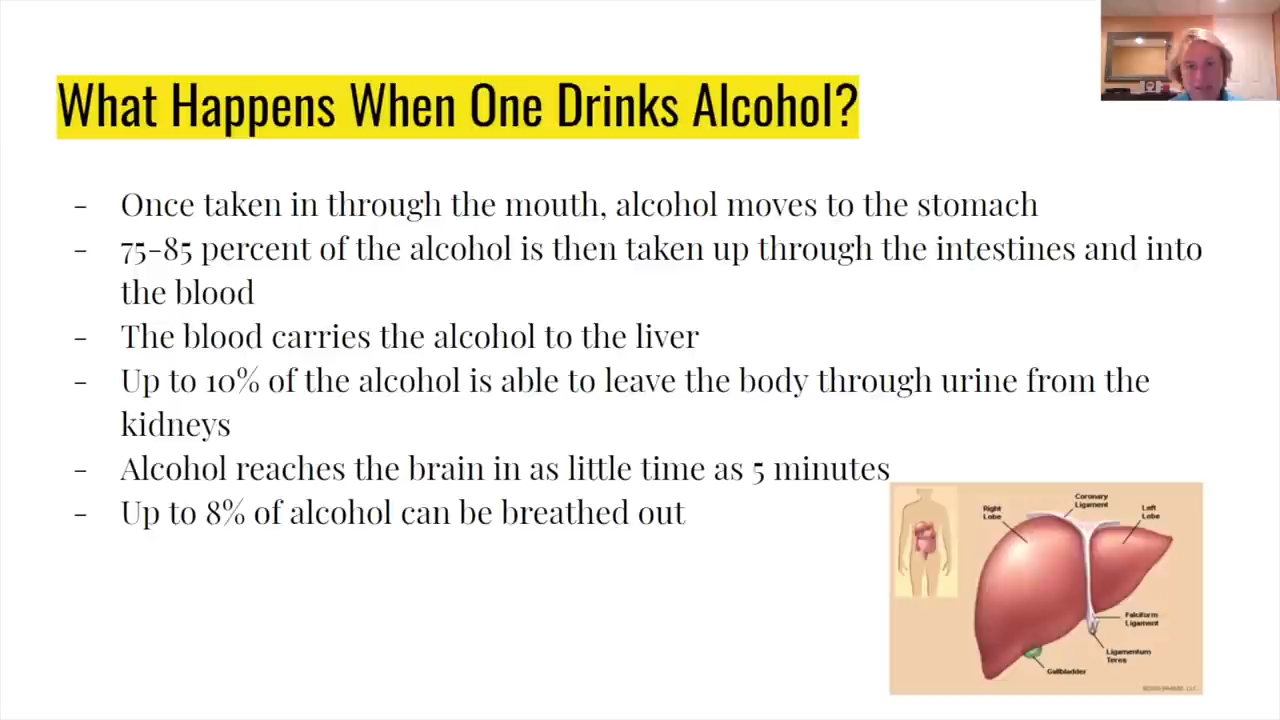 What Happens When One Drinks Alcohol?
- Once taken in through the mouth, alcohol moves to the stomach
- 75-85 percent of the alcohol is then taken up through the intestines and into
the blood
- The blood carries the alcohol to the liver
- Up to 10% of the alcohol is able to leave the body through urine from the
kidneys
- Alcohol reaches the brain in as little time as 5 minutes
- Up to 8% of alcohol can be breathed out
Coronary
Ligament
Right
Lobe
Left
Lobe
Falciform
Ligament
Ligamentum
Teres
Gallbladder